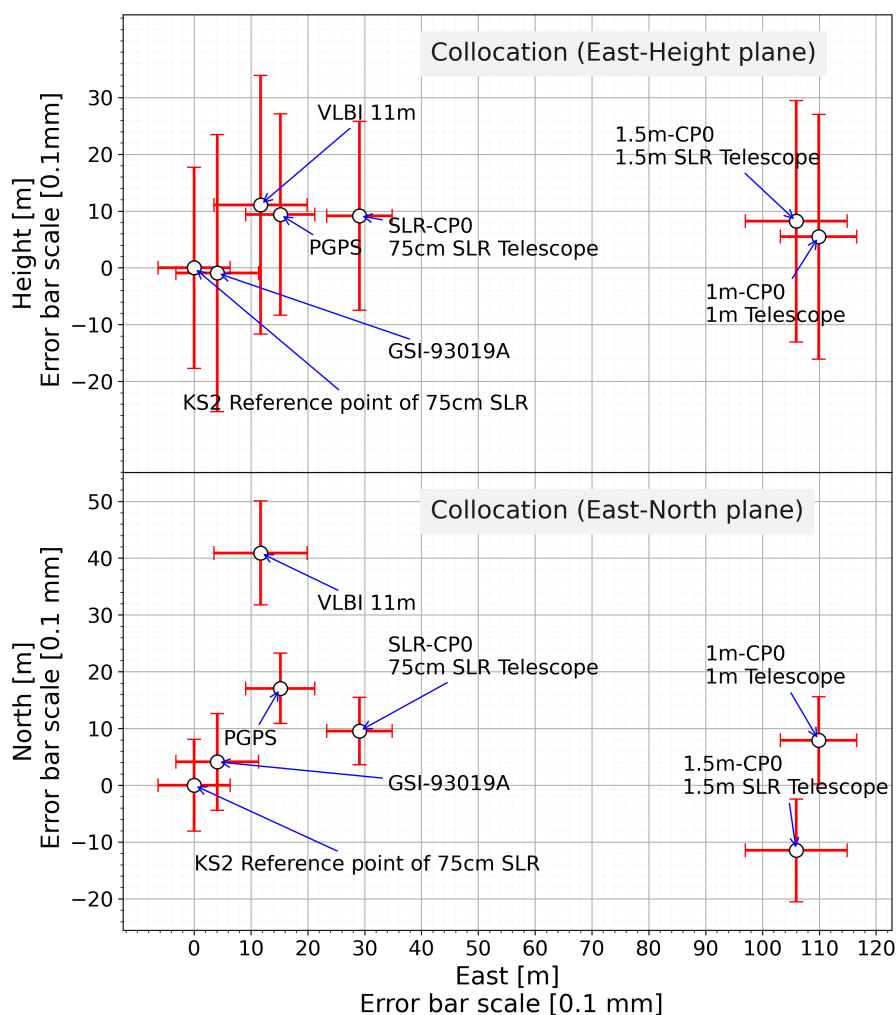 Collocation (East-Height plane)
VLBI 11m
1.5m-CP0
1.5m SLR Telescope
SLR-CP0
75cm SLR Telescope
PGPS
1m-CP0
1m Telescope
GSI-93019A
KS2 Reference point of 75cm SLR
30
20
10
0
−10
−20
Height [m]
Error bar scale [0.1mm]
Collocation (East-North plane)
VLBI 11m
SLR-CP0
75cm SLR Telescope
1m-CP0
1m Telescope
PGPS
1.5m-CP0
1.5m SLR Telescope
GSI-93019A
KS2 Reference point of 75cm SLR
50
40
30
20
10
0
−10
−20
North [m]
Error bar scale [0.1 mm]
0 10 20 30 40 50 60 70 80 90 100 110 120
East [m]
Error bar scale [0.1 mm]